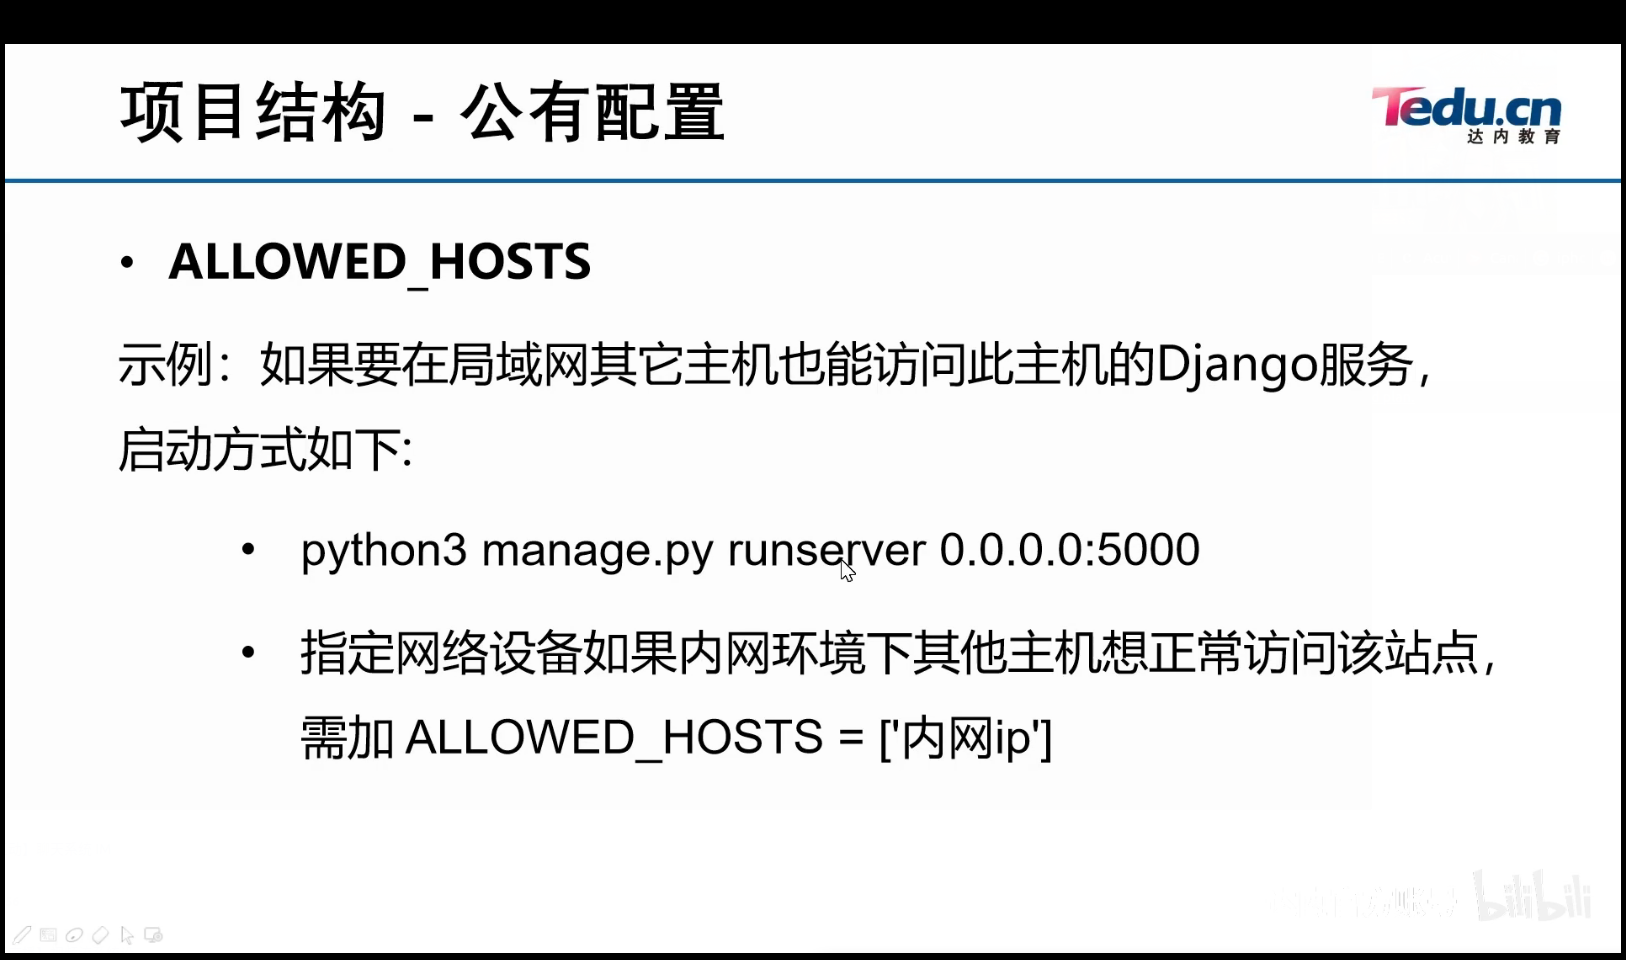 项目结构 - 公有配置
Tedu.cn
达内教育
• ALLOWED_HOSTS
示例：如果要在局域网其它主机也能访问此主机的Django服务，
启动方式如下:
• python3 manage.py runserver 0.0.0.0:5000
• 指定网络设备如果内网环境下其他主机想正常访问该站点，
需加 ALLOWED_HOSTS = ['内网ip']
bilibili